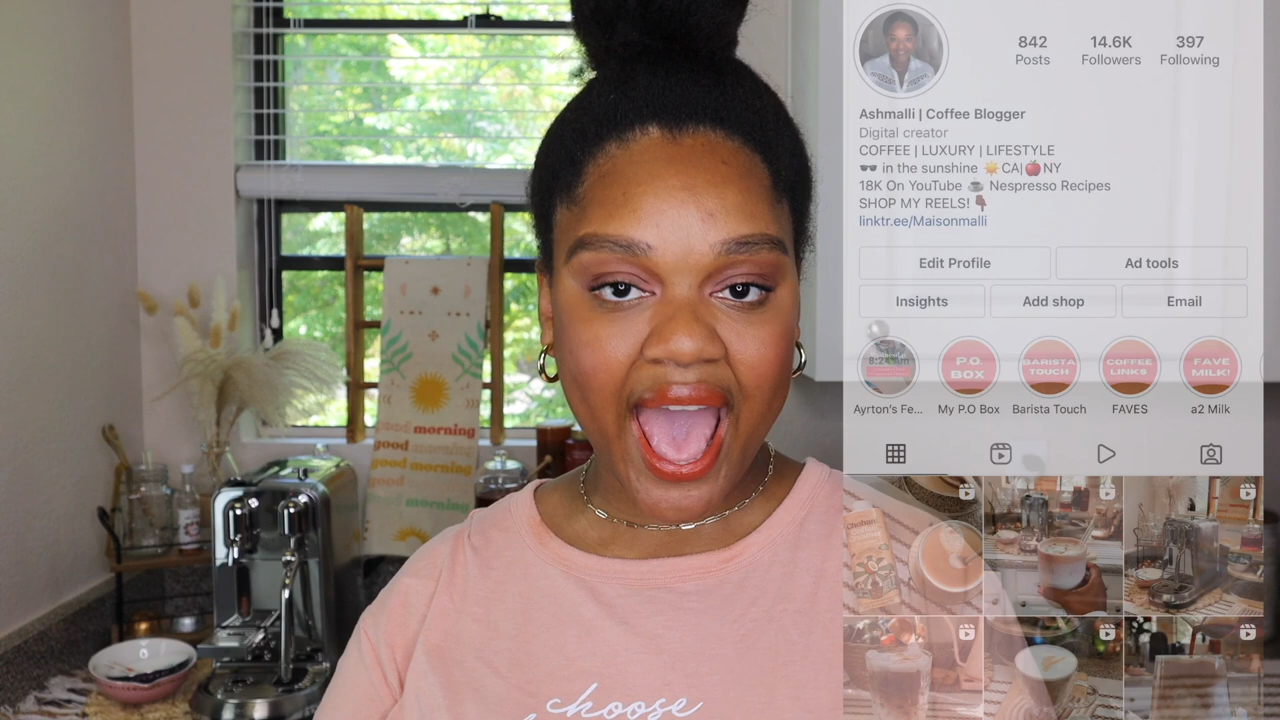 842
14.6K
397
Posts
Followers
Following
Ashmalli | Coffee Blogger
Digital creator
COFFEE | LUXURY | LIFESTYLE
🕶 in the sunshine ☀️CA|🍎NY
18K On YouTube ☕ Nespresso Recipes
SHOP MY REELS!👇🏾
linktr.ee/Maisonmalli
Edit Profile
Ad tools
Insights
Add shop
Email
P.O.
BOX
BARISTA
TOUCH
COFFEE
LINKS
FAVE
MILK!
Ayrton's Fe...
My P.O Box
Barista Touch
FAVES
a2 Milk
good morning
good morning
good morning
good morning
good morning
Chobani
choose